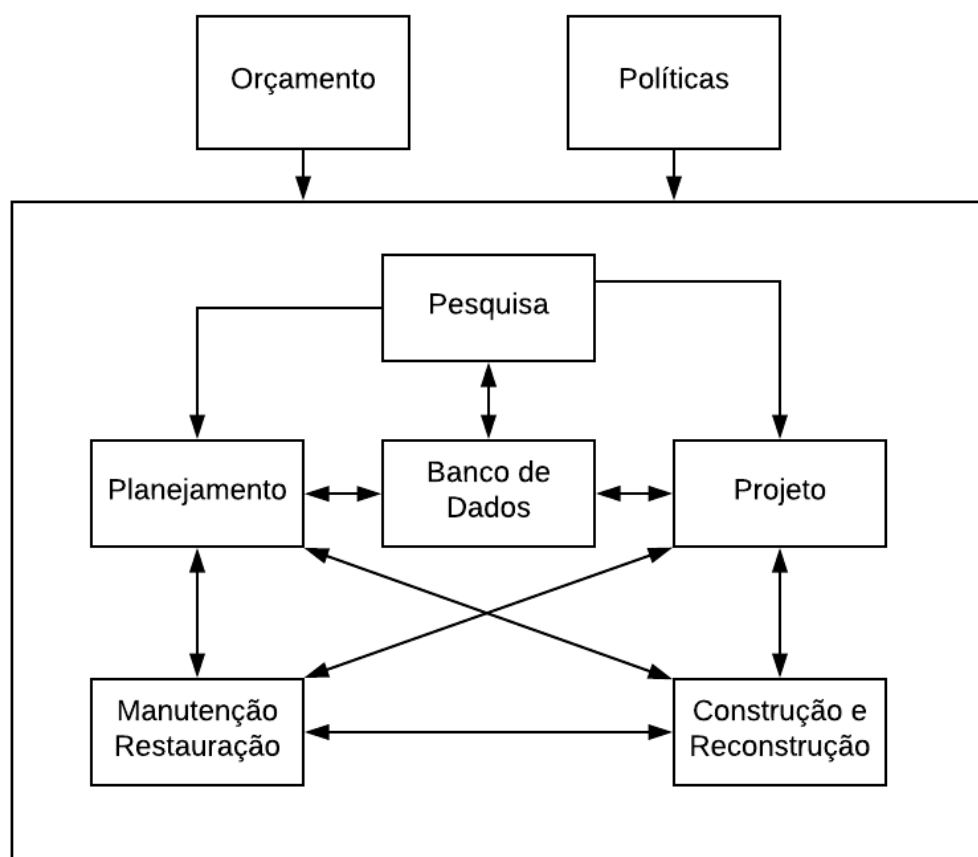 Orçamento
Políticas
Pesquisa
Planejamento
Banco de
Dados
Projeto
Manutenção
Restauração
Construção e
Reconstrução